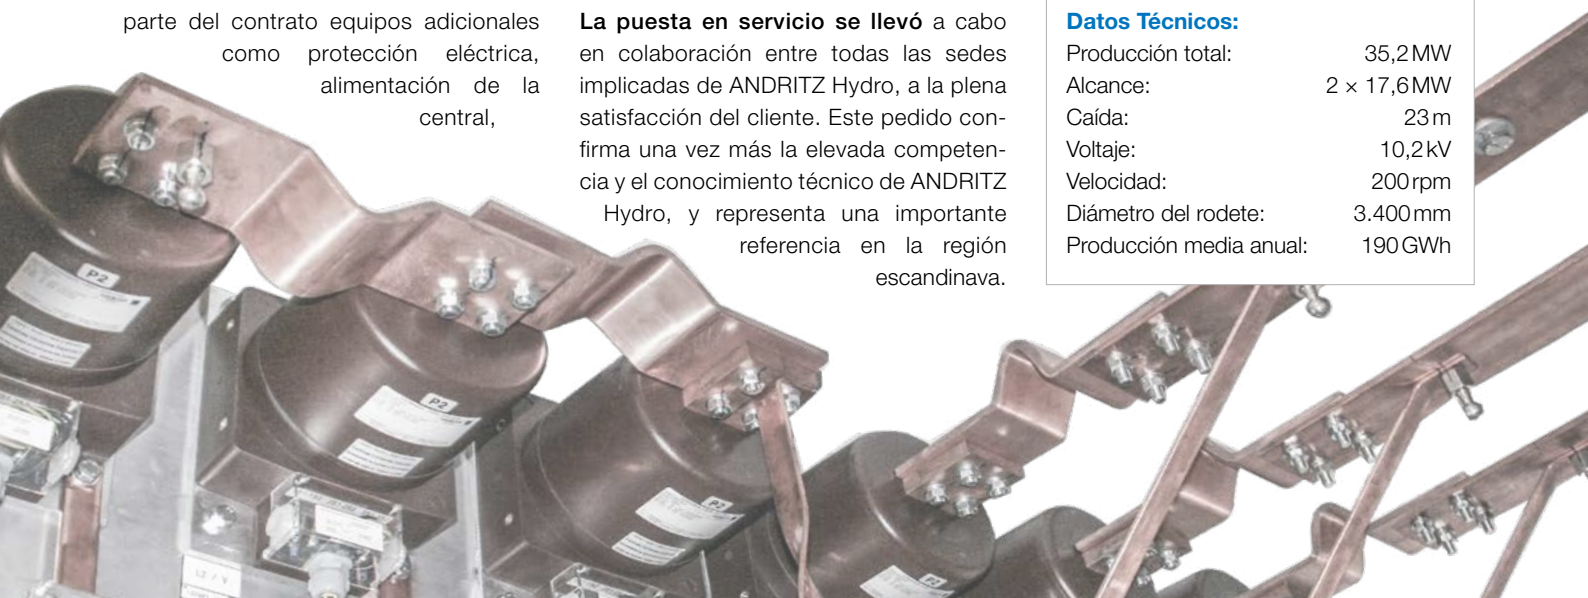 parte del contrato equipos adicionales
como protección eléctrica,
alimentación de la
central,
La puesta en servicio se llevó a cabo
en colaboración entre todas las sedes
implicadas de ANDRITZ Hydro, a la plena
satisfacción del cliente. Este pedido con-
firma una vez más la elevada competen-
cia y el conocimiento técnico de ANDRITZ
Hydro, y representa una importante
referencia en la región
escandinava.
Datos Técnicos:
Producción total: 35,2 MW
Alcance: 2 × 17,6 MW
Caída: 23 m
Voltaje: 10,2 kV
Velocidad: 200 rpm
Diámetro del rodete: 3.400 mm
Producción media anual: 190 GWh
P2
P2
P2
L2 / V